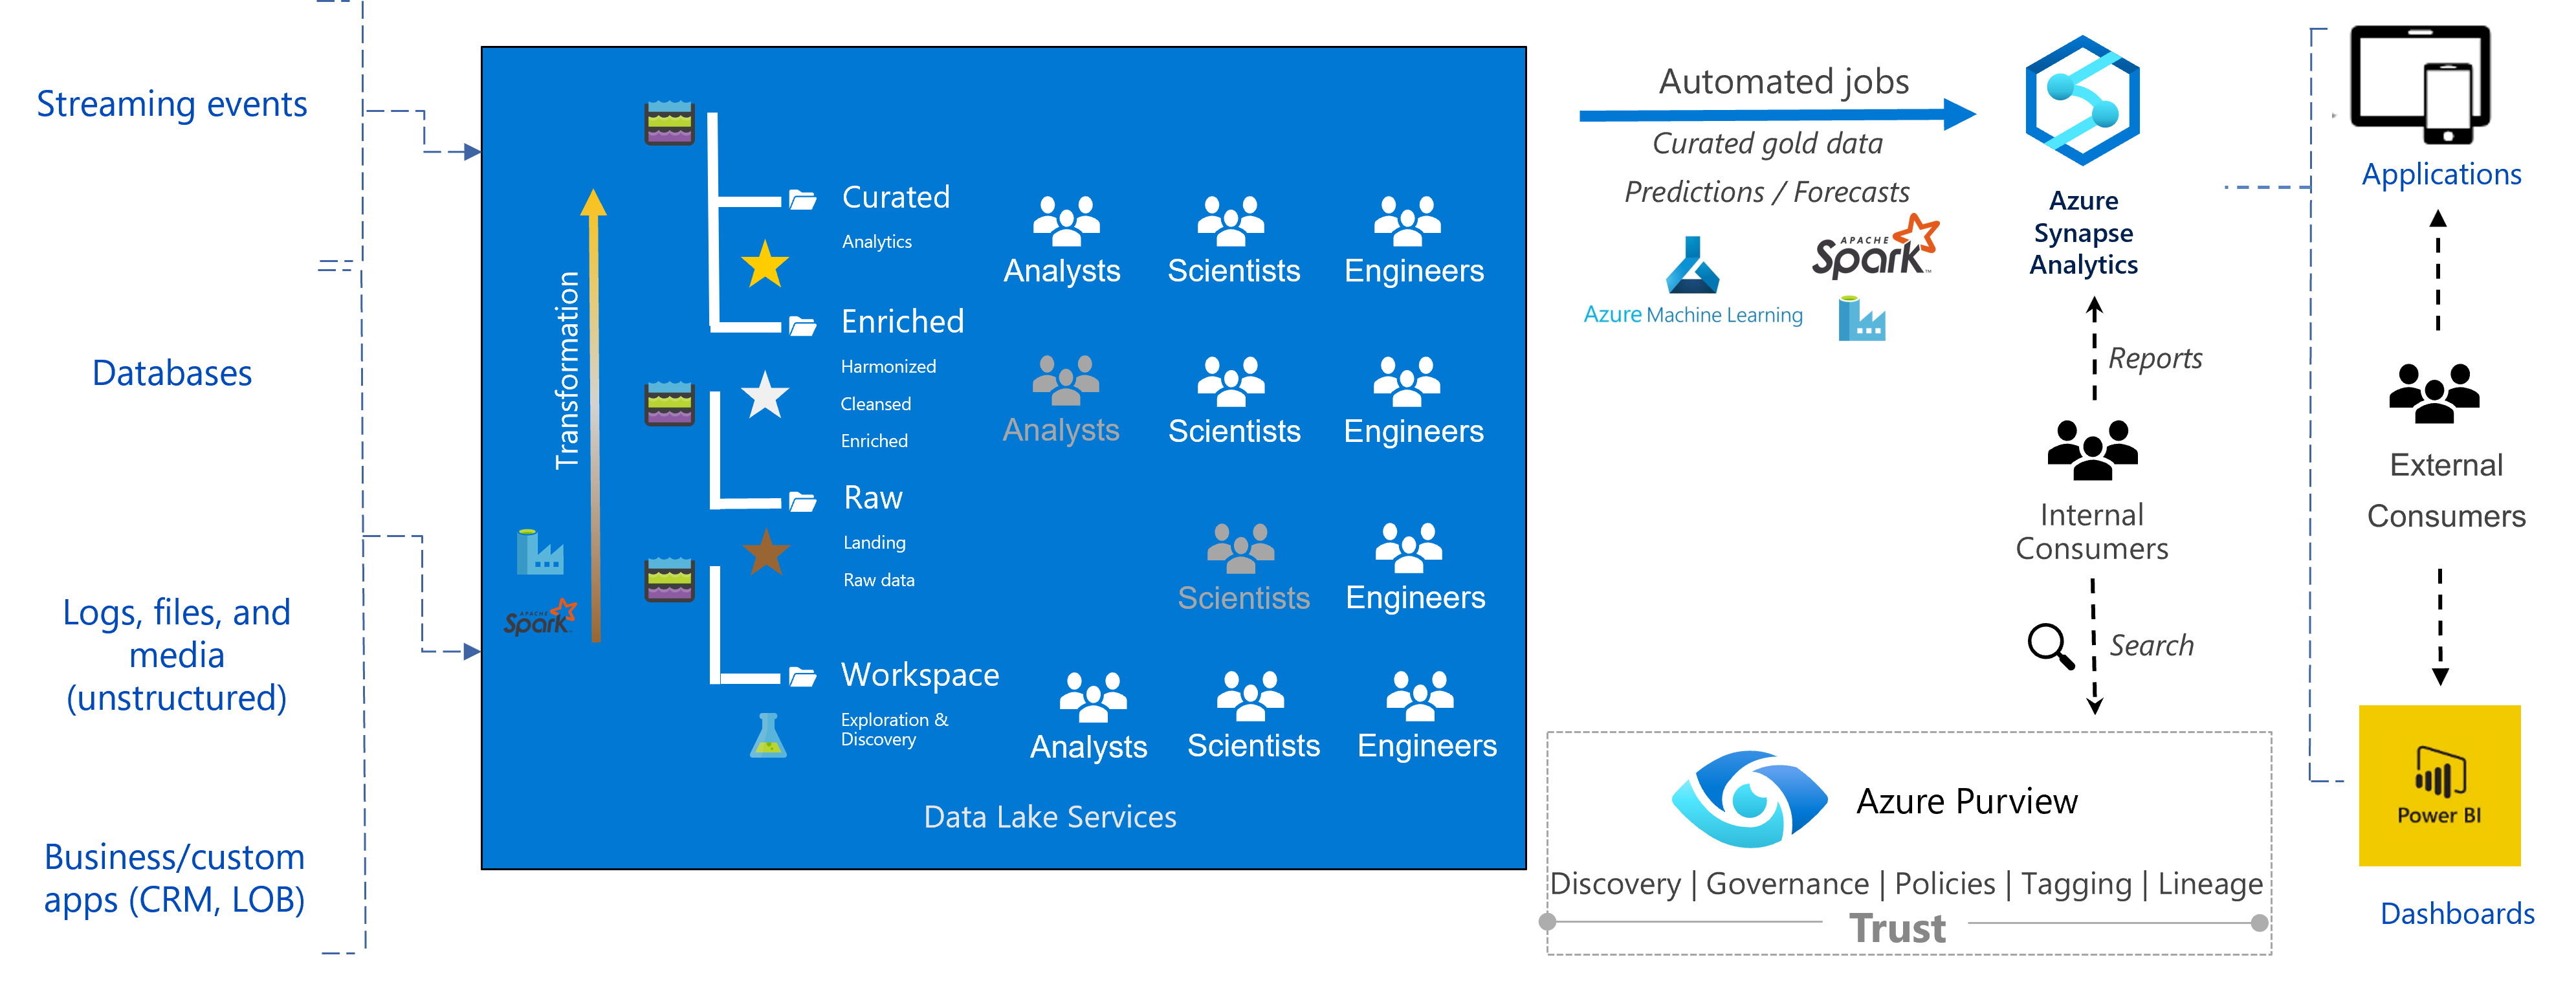 Streaming events
Databases
Logs, files, and
media
(unstructured)
Business/custom
apps (CRM, LOB)
Transformation
APACHE
Spark
Curated
Analytics
Analysts
Scientists
Engineers
Enriched
Harmonized
Cleansed
Enriched
Analysts
Scientists
Engineers
Raw
Landing
Raw data
Scientists
Engineers
Workspace
Exploration &
Discovery
Analysts
Scientists
Engineers
Data Lake Services
Automated jobs
Curated gold data
Predictions / Forecasts
Azure Machine Learning
APACHE
Spark™
Azure
Synapse
Analytics
Reports
Internal
Consumers
Search
Azure Purview
Discovery | Governance | Policies | Tagging | Lineage
Trust
Applications
External
Consumers
Power BI
Dashboards